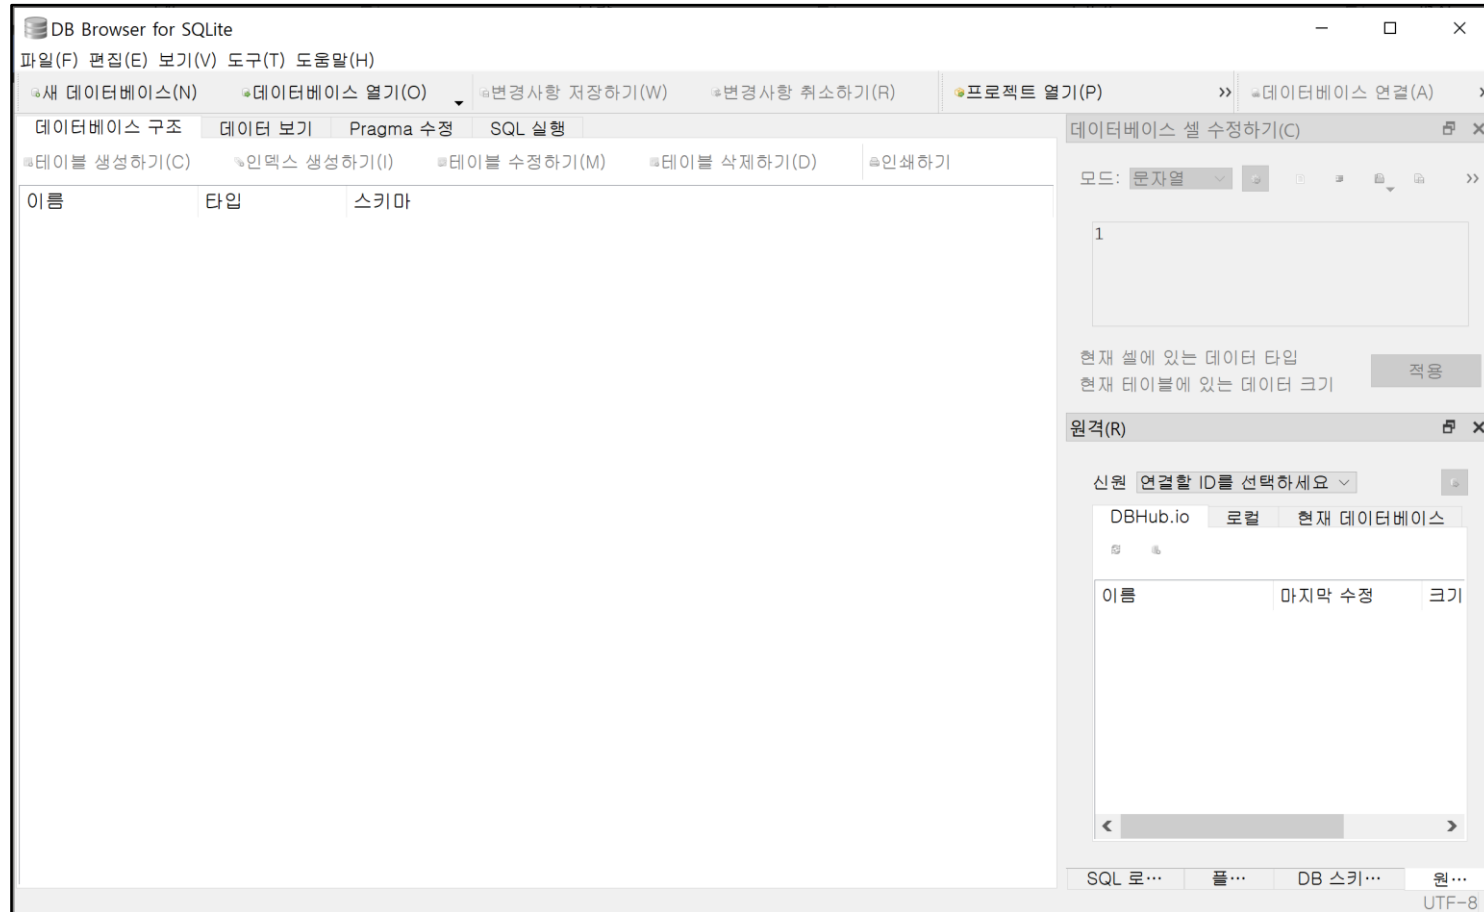 DB Browser for SQLite
파일(F) 편집(E) 보기(V) 도구(T) 도움말(H)
새 데이터베이스(N) 데이터베이스 열기(O) 변경사항 저장하기(W) 변경사항 취소하기(R) 프로젝트 열기(P) 데이터베이스 연결(A)
데이터베이스 구조 데이터 보기 Pragma 수정 SQL 실행
테이블 생성하기(C) 인덱스 생성하기(I) 테이블 수정하기(M) 테이블 삭제하기(D) 인쇄하기
이름 타입 스키마
데이터베이스 셀 수정하기(C)
모드: 문자열
1
현재 셀에 있는 데이터 타입
현재 테이블에 있는 데이터 크기
적용
원격(R)
신원 연결할 ID를 선택하세요
DBHub.io 로컬 현재 데이터베이스
이름 마지막 수정 크기
SQL 로… 플… DB 스키… 원…
UTF-8